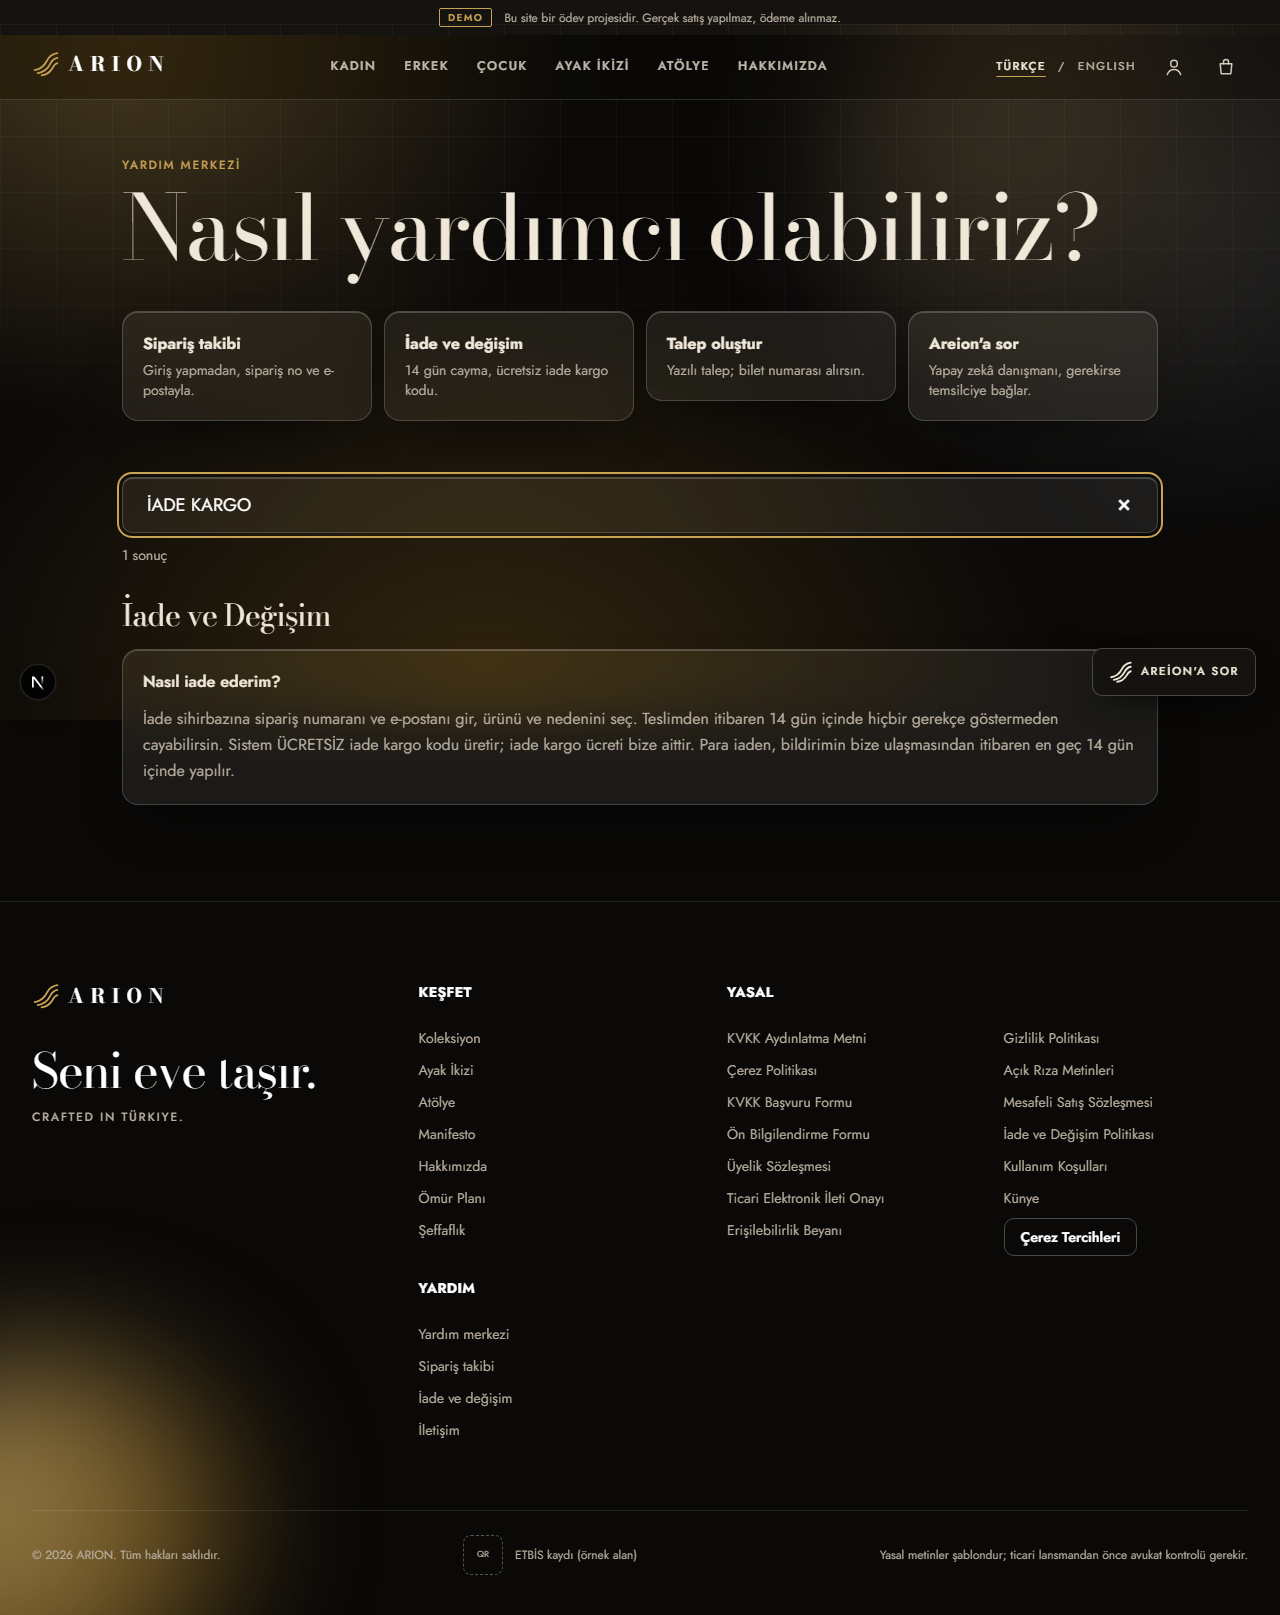 DEMO Bu site bir ödev projesidir. Gerçek satış yapılmaz, ödeme alınmaz.
ARION KADIN ERKEK ÇOCUK AYAK İKİZİ ATÖLYE HAKKIMIZDA TÜRKÇE / ENGLISH
YARDIM MERKEZİ
Nasıl yardımcı olabiliriz?
Sipariş takibi
Giriş yapmadan, sipariş no ve e-
postayla.
İade ve değişim
14 gün cayma, ücretsiz iade kargo
kodu.
Talep oluştur
Yazılı talep; bilet numarası alırsın.
Areion'a sor
Yapay zekâ danışmanı, gerekirse
temsilciye bağlar.
İADE KARGO
1 sonuç
İade ve Değişim
N
AREİON'A SOR
Nasıl iade ederim?
İade sihirbazına sipariş numaranı ve e-postanı gir, ürünü ve nedenini seç. Teslimden itibaren 14 gün içinde hiçbir gerekçe göstermeden
cayabilirsin. Sistem ÜCRETSİZ iade kargo kodu üretir; iade kargo ücreti bize aittir. Para iaden, bildirimin bize ulaşmasından itibaren en geç 14 gün
içinde yapılır.
ARION
Seni eve taşır.
CRAFTED IN TÜRKIYE.
KEŞFET
Koleksiyon
Ayak İkizi
Atölye
Manifesto
Hakkımızda
Ömür Planı
Şeffaflık
YARDIM
Yardım merkezi
Sipariş takibi
İade ve değişim
İletişim
YASAL
KVKK Aydınlatma Metni
Çerez Politikası
KVKK Başvuru Formu
Ön Bilgilendirme Formu
Üyelik Sözleşmesi
Ticari Elektronik İleti Onayı
Erişilebilirlik Beyanı
Gizlilik Politikası
Açık Rıza Metinleri
Mesafeli Satış Sözleşmesi
İade ve Değişim Politikası
Kullanım Koşulları
Künye
Çerez Tercihleri
© 2026 ARION. Tüm hakları saklıdır.
QR
ETBİS kaydı (örnek alan)
Yasal metinler şablondur; ticari lansmandan önce avukat kontrolü gerekir.